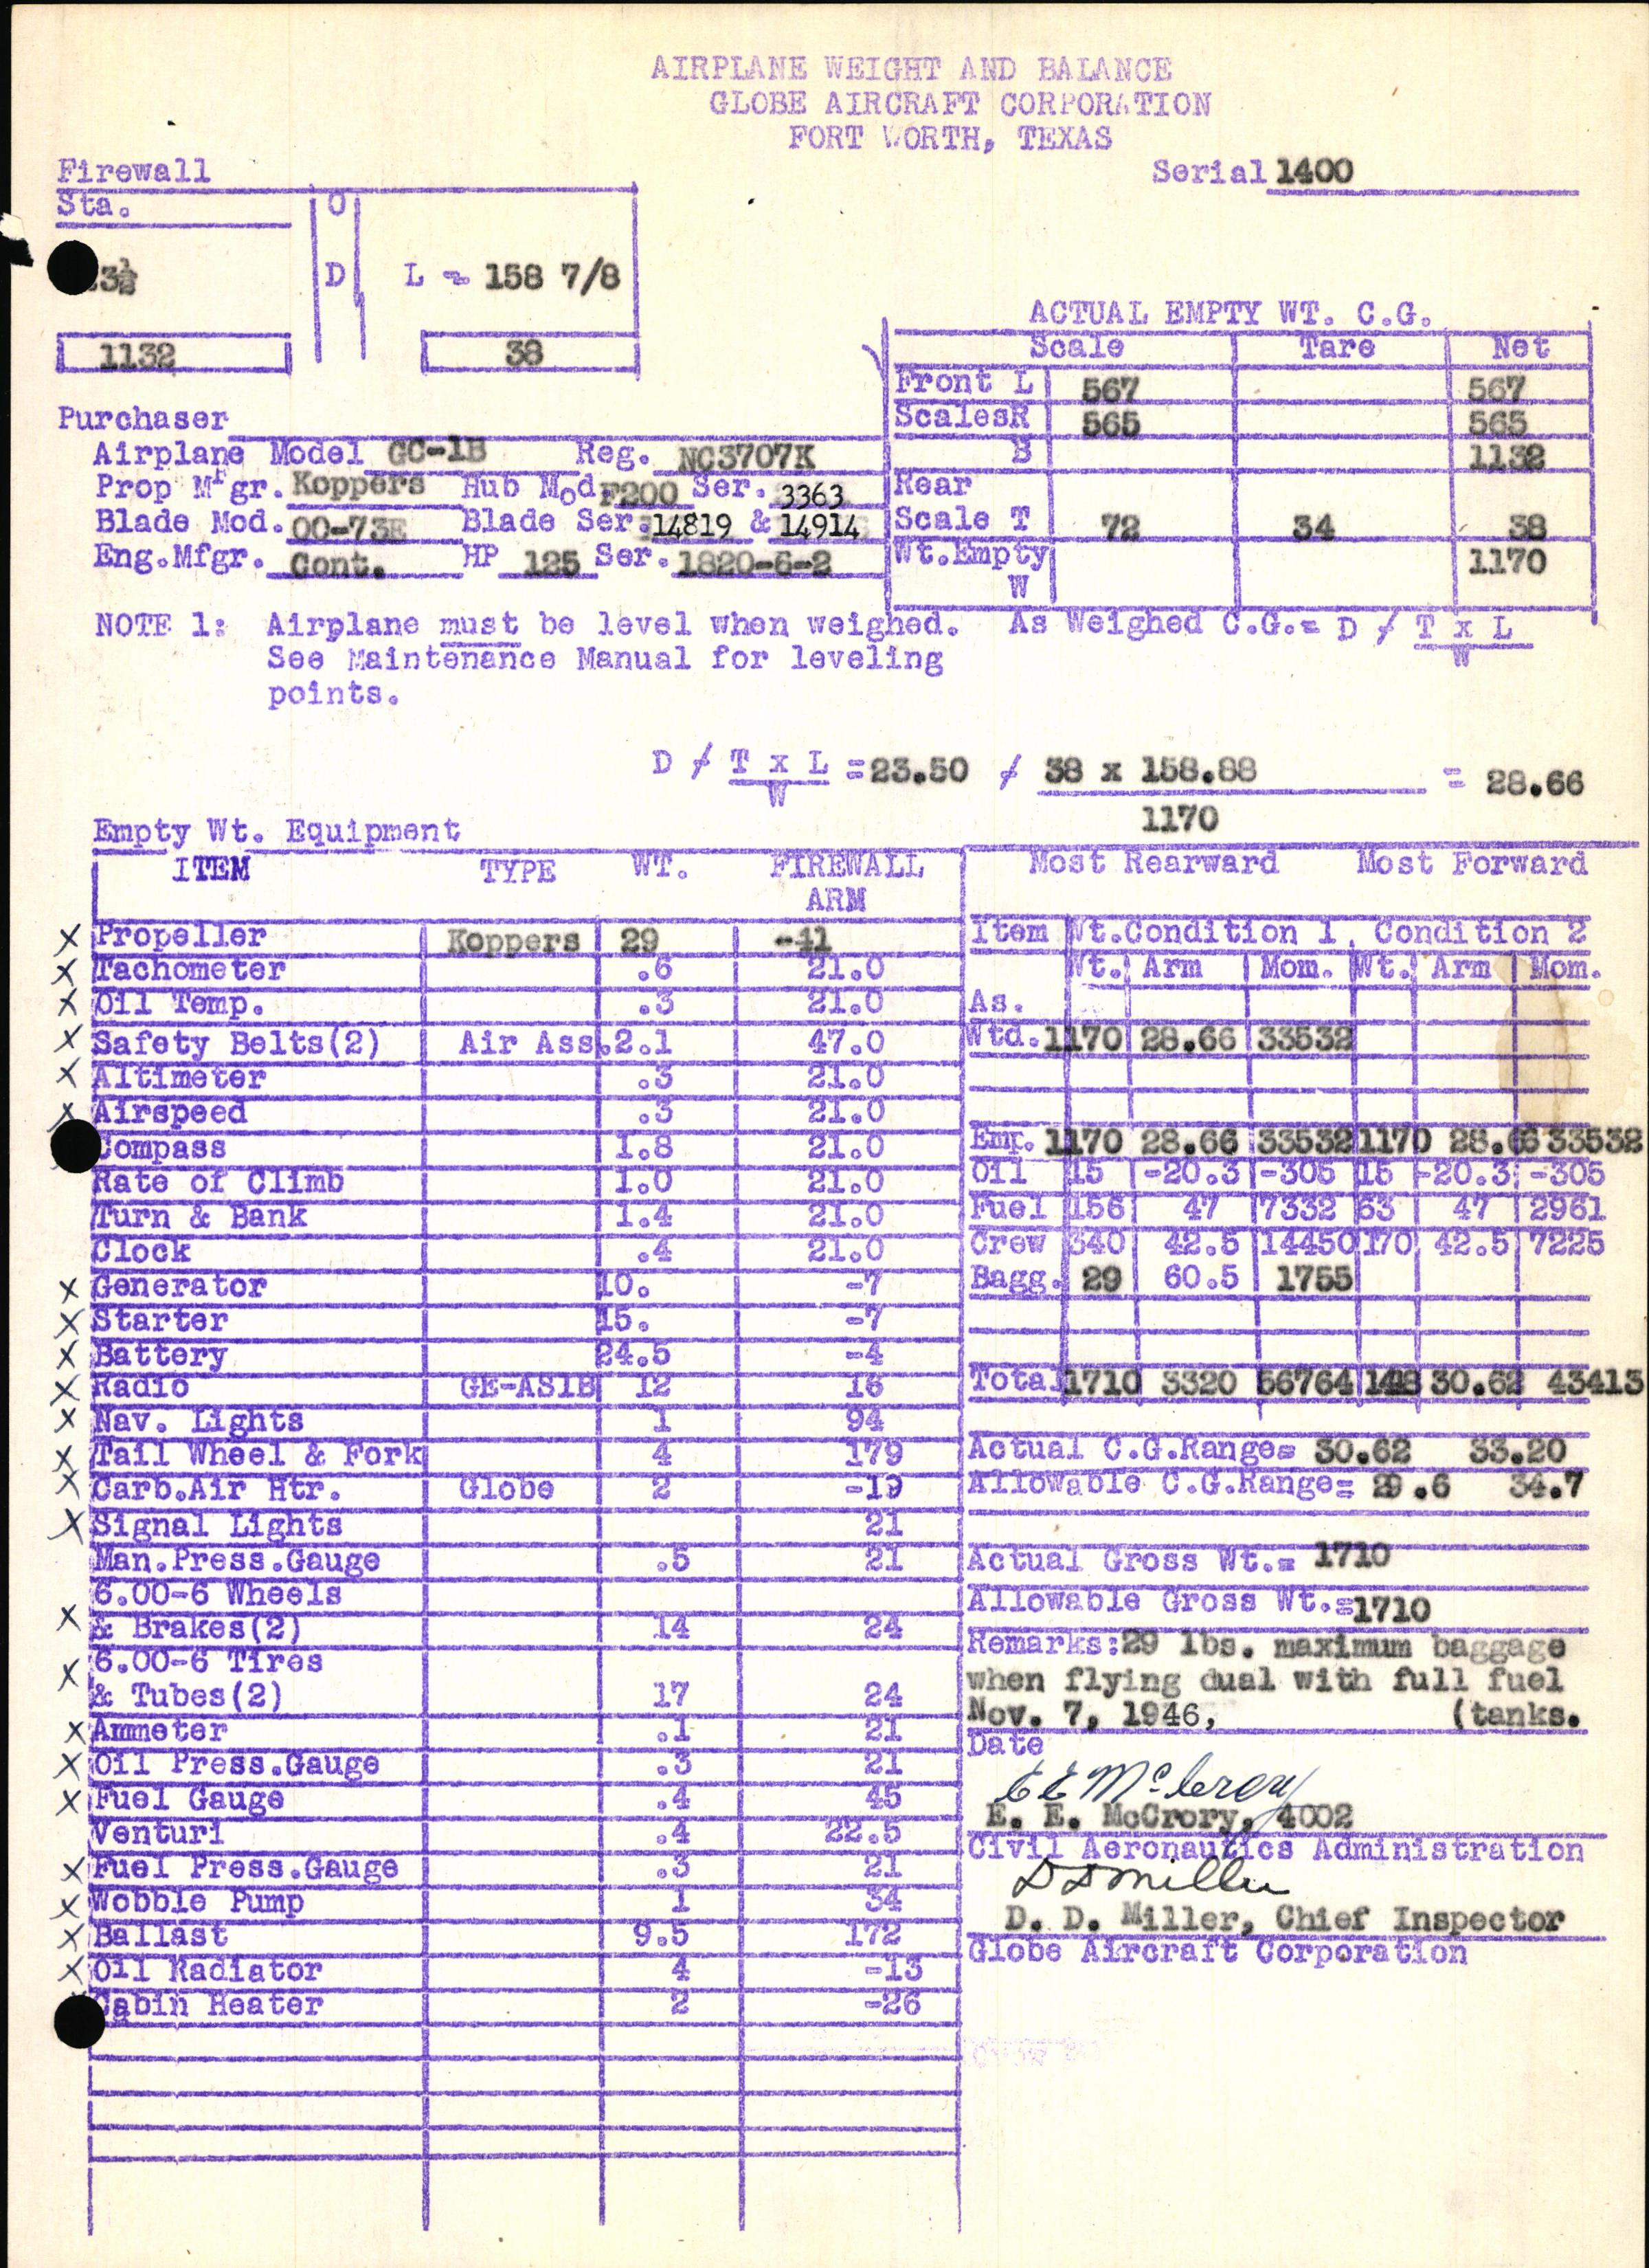 AIRPLANE WEIGHT AND BALANCE
GLOBE AIRCRAFT CORPORATION
FORT WORTH, TEXAS
Serial 1400
Firewall
Sta.
O
3½
D
L = 158 7/8
1132
38
ACTUAL EMPTY WT. C.G.
Scale Tare Net
Front L 567 567
Scales R 565 565
B 1132
Rear
Scale T 72 34 38
Wt.Empty 1170
W
Purchaser
Airplane Model GC-1B Reg. NC3707K
Prop Mfgr. Koppers Hub Mod F200 Ser. 3363
Blade Mod. 00-73E Blade Ser. 14819 & 14914
Eng.Mfgr. Cont. HP 125 Ser. 1820-6-2
NOTE 1: Airplane must be level when weighed.
See Maintenance Manual for leveling
points.
As Weighed C.G.= D / T x L
W
D / T x L = 23.50 / 38 x 158.88 = 28.66
W 1170
Empty Wt. Equipment
ITEM TYPE WT. FIREWALL
ARM
X Propeller Koppers 29 -41
X Tachometer .6 21.0
X Oil Temp. .3 21.0
X Safety Belts(2) Air Ass. 2.1 47.0
X Altimeter .3 21.0
X Airspeed .3 21.0
Compass 1.8 21.0
Rate of Climb 1.0 21.0
Turn & Bank 1.4 21.0
Clock .4 21.0
X Generator 10. -7
X Starter 15. -7
X Battery 24.5 -4
X Radio GE-AS1B 12 16
X Nav. Lights 1 94
X Tail Wheel & Fork 4 179
X Carb.Air Htr. Globe 2 -19
X Signal Lights 21
Man.Press.Gauge .5 21
6.00-6 Wheels
X & Brakes(2) 14 24
6.00-6 Tires
X & Tubes(2) 17 24
X Ammeter .1 21
X Oil Press.Gauge .3 21
X Fuel Gauge .4 45
Venturi .4 22.5
X Fuel Press.Gauge .3 21
X Wobble Pump 1 34
X Ballast 9.5 172
X Oil Radiator 4 -13
Cabin Heater 2 -26
Most Rearward Most Forward
Item Wt.Condition 1, Condition 2
Wt. Arm Mom. Wt. Arm Mom.
As.
Wtd. 1170 28.66 33532
Emp. 1170 28.66 33532 1170 28.66 33532
Oil 15 -20.3 -305 15 -20.3 -305
Fuel 156 47 7332 63 47 2961
Crew 340 42.5 14450 170 42.5 7225
Bagg. 29 60.5 1755
Total 1710 3320 56764 1418 30.62 43413
Actual C.G.Range= 30.62 33.20
Allowable C.G.Range= 29.6 34.7
Actual Gross Wt.= 1710
Allowable Gross Wt.=1710
Remarks:29 lbs. maximum baggage
when flying dual with full fuel
Nov. 7, 1946, (tanks.
Date
E E McCrory
E. E. McCrory, 4002
Civil Aeronautics Administration
D D Miller
D. D. Miller, Chief Inspector
Globe Aircraft Corporation